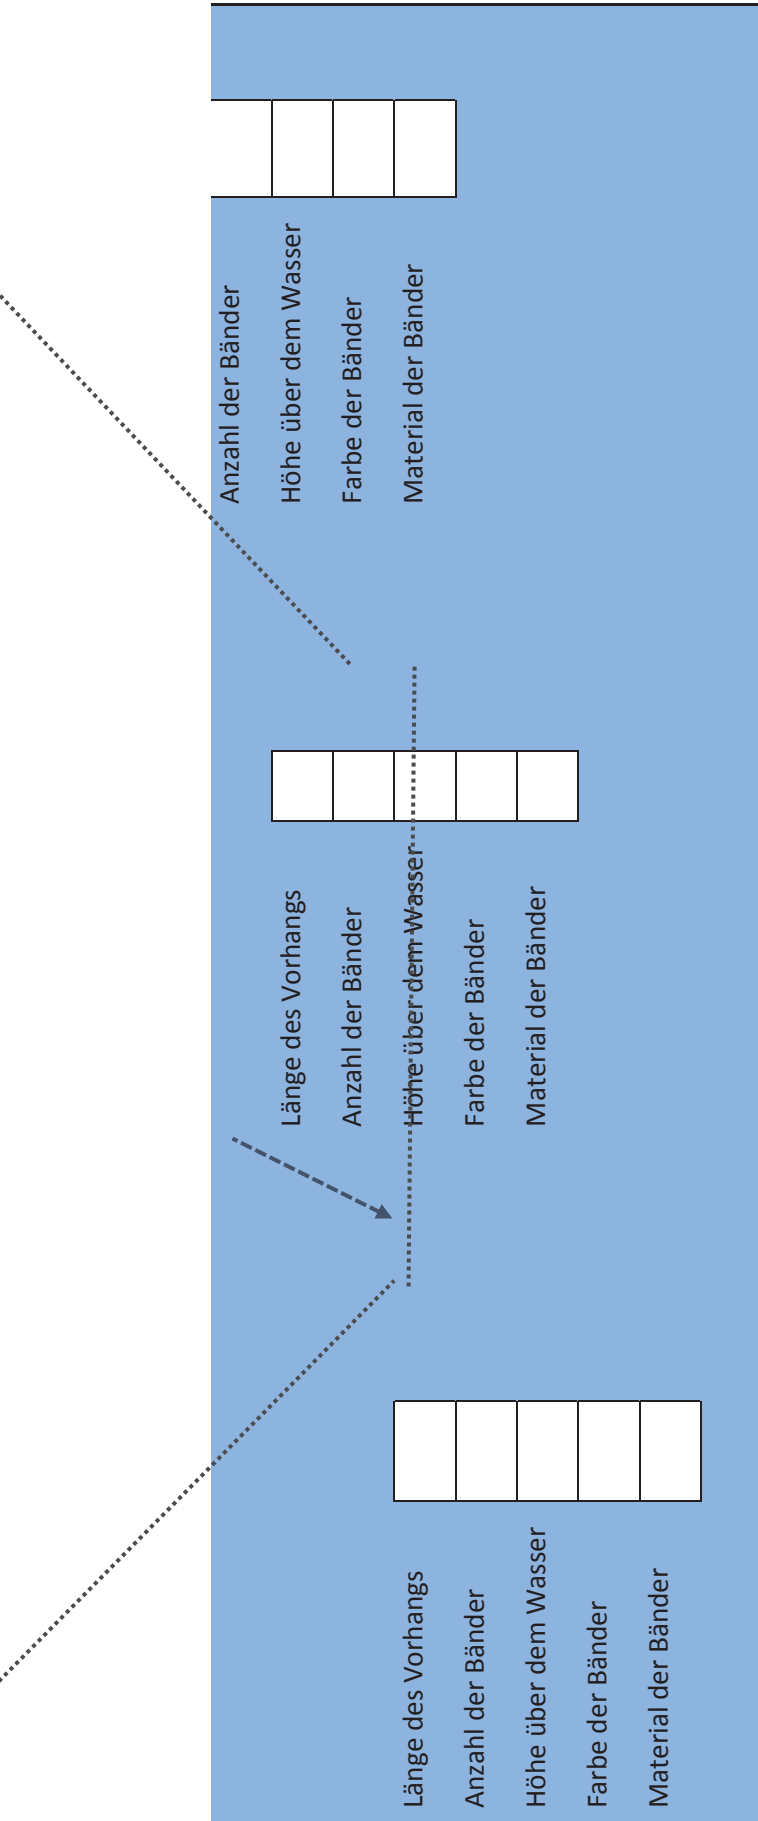 Länge des Vorhangs
Anzahl der Bänder
Höhe über dem Wasser
Farbe der Bänder
Material der Bänder
Länge des Vorhangs
Anzahl der Bänder
Höhe über dem Wasser
Farbe der Bänder
Material der Bänder
Anzahl der Bänder
Höhe über dem Wasser
Farbe der Bänder
Material der Bänder